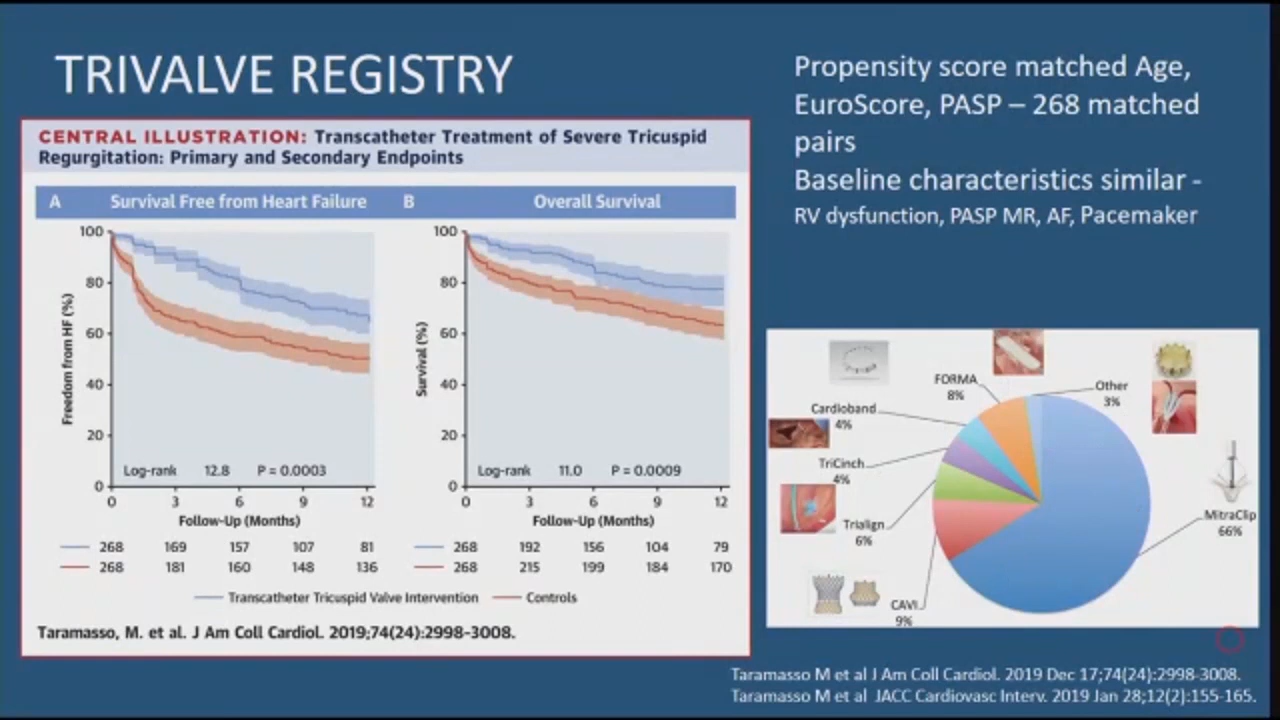 TRIVALVE REGISTRY
CENTRAL ILLUSTRATION: Transcatheter Treatment of Severe Tricuspid
Regurgitation: Primary and Secondary Endpoints
A Survival Free from Heart Failure
Freedom from HF (%)
100
80
60
40
20
0
Log-rank 12.8 P = 0.0003
0 3 6 9 12
Follow-Up (Months)
268 169 157 107 81
268 181 160 148 136
B Overall Survival
Survival (%)
100
80
60
40
20
0
Log-rank 11.0 P = 0.0009
0 3 6 9 12
Follow-Up (Months)
268 192 156 104 79
268 215 199 184 170
Transcatheter Tricuspid Valve Intervention Controls
Taramasso, M. et al. J Am Coll Cardiol. 2019;74(24):2998-3008.
Propensity score matched Age,
EuroScore, PASP – 268 matched
pairs
Baseline characteristics similar -
RV dysfunction, PASP MR, AF, Pacemaker
FORMA
8%
Other
3%
Cardioband
4%
TriCinch
4%
Trialign
6%
MitraClip
66%
CAVI
9%
Taramasso M et al J Am Coll Cardiol. 2019 Dec 17;74(24):2998-3008.
Taramasso M et al JACC Cardiovasc Interv. 2019 Jan 28;12(2):155-165.